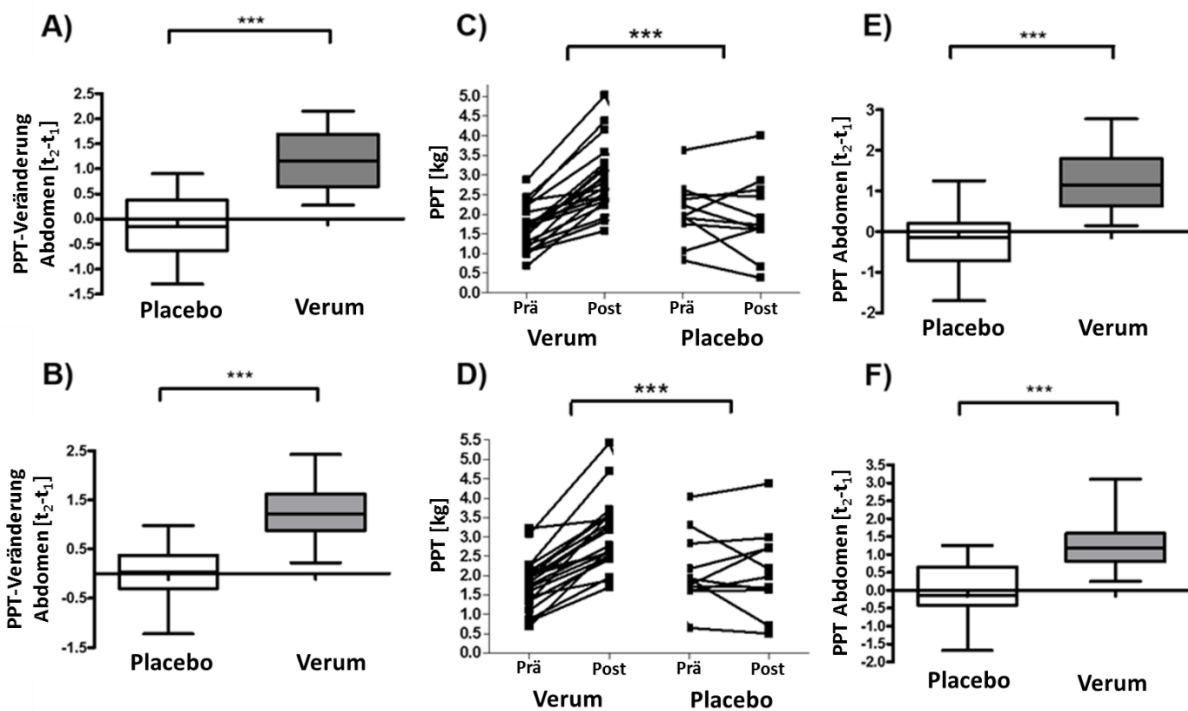 A)
***
PPT-Veränderung
Abdomen [t2-t1]
2.5
2.0
1.5
1.0
0.5
0.0
-0.5
-1.0
-1.5
Placebo
Verum
C)
***
PPT [kg]
5.0
4.5
4.0
3.5
3.0
2.5
2.0
1.5
1.0
0.5
0.0
Prä
Post
Prä
Post
Verum
Placebo
E)
***
PPT Abdomen [t2-t1]
3
2
1
0
-1
-2
Placebo
Verum
B)
***
PPT-Veränderung
Abdomen [t2-t1]
2.5
1.5
0.5
-0.5
-1.5
Placebo
Verum
D)
***
PPT [kg]
5.5
5.0
4.5
4.0
3.5
3.0
2.5
2.0
1.5
1.0
0.5
0.0
Prä
Post
Prä
Post
Verum
Placebo
F)
***
PPT Abdomen [t2-t1]
3.5
3.0
2.5
2.0
1.5
1.0
0.5
0.0
-0.5
-1.0
-1.5
-2.0
Placebo
Verum